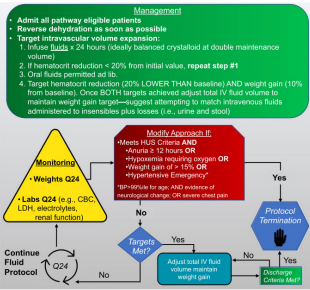 Management
• Admit all pathway eligible patients
• Reverse dehydration as soon as possible
• Target intravascular volume expansion:
1. Infuse fluids x 24 hours (ideally balanced crystalloid at double maintenance
volume)
2. If hematocrit reduction < 20% from initial value, repeat step #1
3. Oral fluids permitted ad lib.
4. Target hematocrit reduction (20% LOWER THAN baseline) AND weight gain (10%
from baseline). Once BOTH targets achieved adjust total IV fluid volume to
maintain weight gain target—suggest attempting to match intravenous fluids
administered to insensibles plus losses (i.e., urine and stool)
Modify Approach If:
•Meets HUS Criteria AND
•Anuria ≥ 12 hours OR
•Hypoxemia requiring oxygen OR
•Weight gain of > 15% OR
•Hypertensive Emergency*
*BP>99%ile for age; AND evidence of
neurological change; OR severe chest pain
Monitoring
• Weights Q24
• Labs Q24 (e.g., CBC,
LDH, electrolytes,
renal function)
Yes
No
Protocol
Termination
Continue
Fluid
Protocol
Q24
No
Targets
Met?
Yes
Adjust total IV fluid
volume maintain
weight gain
No
Yes
Discharge
Criteria Met?